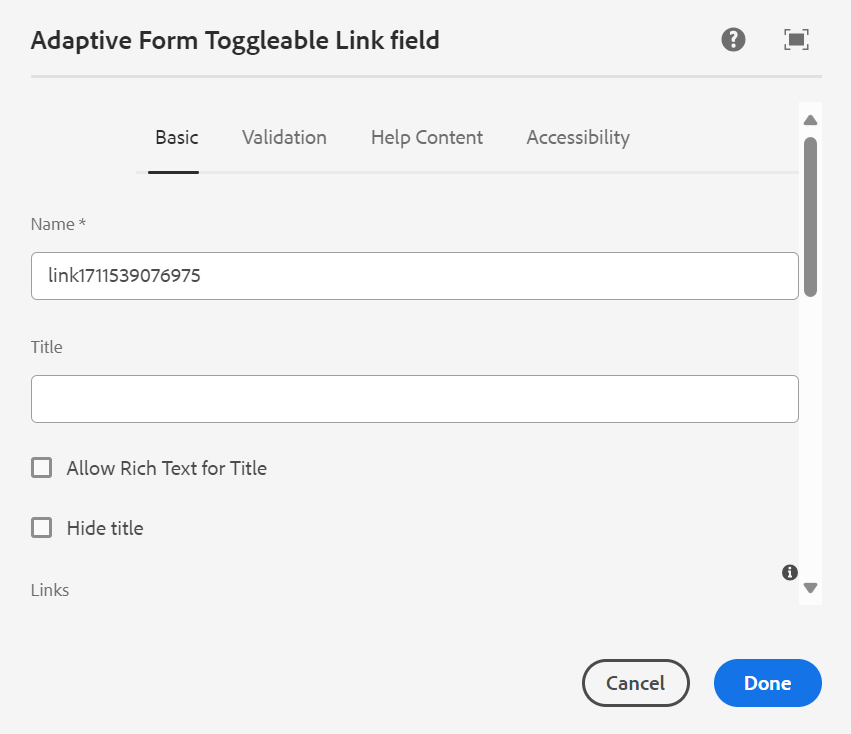 Adaptive Form Toggleable Link field
Basic Validation Help Content Accessibility
Name *
link1711539076975
Title
Allow Rich Text for Title
Hide title
Links
Cancel Done